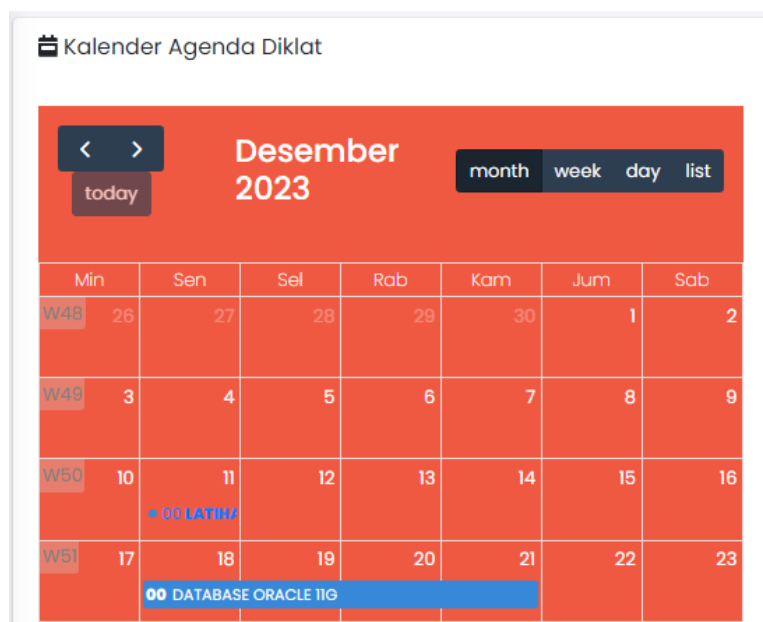 Kalender Agenda Diklat
Desember
2023
today
month week day list
Min Sen Sel Rab Kam Jum Sab
W48 26 27 28 29 30 1 2
W49 3 4 5 6 7 8 9
W50 10 11 12 13 14 15 16
00 LATIHA
W51 17 18 19 20 21 22 23
00 DATABASE ORACLE 11G